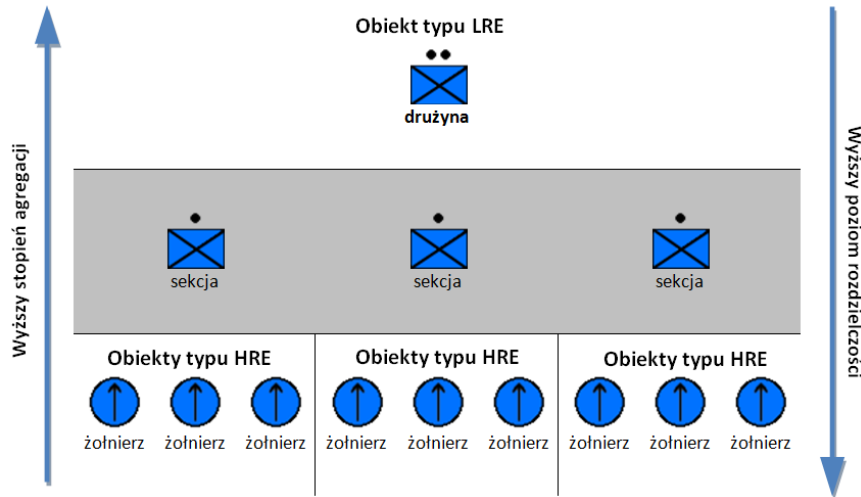 Obiekt typu LRE
drużyna
Wyższy stopień agregacji
Wyższy poziom rozdzielczości
sekcja
sekcja
sekcja
Obiekty typu HRE
Obiekty typu HRE
Obiekty typu HRE
żołnierz
żołnierz
żołnierz
żołnierz
żołnierz
żołnierz
żołnierz
żołnierz
żołnierz